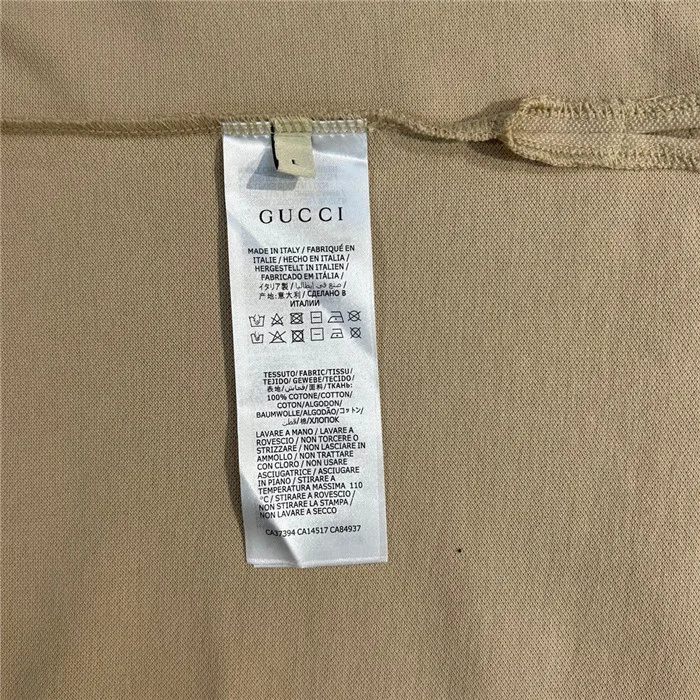 L
GUCCI
MADE IN ITALY / FABRIQUÉ EN
ITALIE / HECHO EN ITALIA /
HERGESTELLT IN ITALIEN /
FABRICADO EM ITÁLIA /
イタリア製 / صنع في إيطاليا /
产地:意大利 / СДЕЛАНО В
ИТАЛИИ
TESSUTO/ FABRIC/TISSU/
TEJIDO/ GEWEBE/TECIDO/
表地/قماش/面料/ТКАНЬ:
100% COTONE/COTTON/
COTON/ALGODON/
BAUMWOLLE/ALGODÃO/コットン/
قطن/棉/ХЛОПОК
LAVARE A MANO / LAVARE A
ROVESCIO / NON TORCERE O
STRIZZARE / NON LASCIARE IN
AMMOLLO / NON TRATTARE
CON CLORO / NON USARE
ASCIUGATRICE / ASCIUGARE
IN PIANO / STIRARE A
TEMPERATURA MASSIMA 110
°C / STIRARE A ROVESCIO /
NON STIRARE LA STAMPA /
NON LAVARE A SECCO
CA37394 CA14517 CA84937